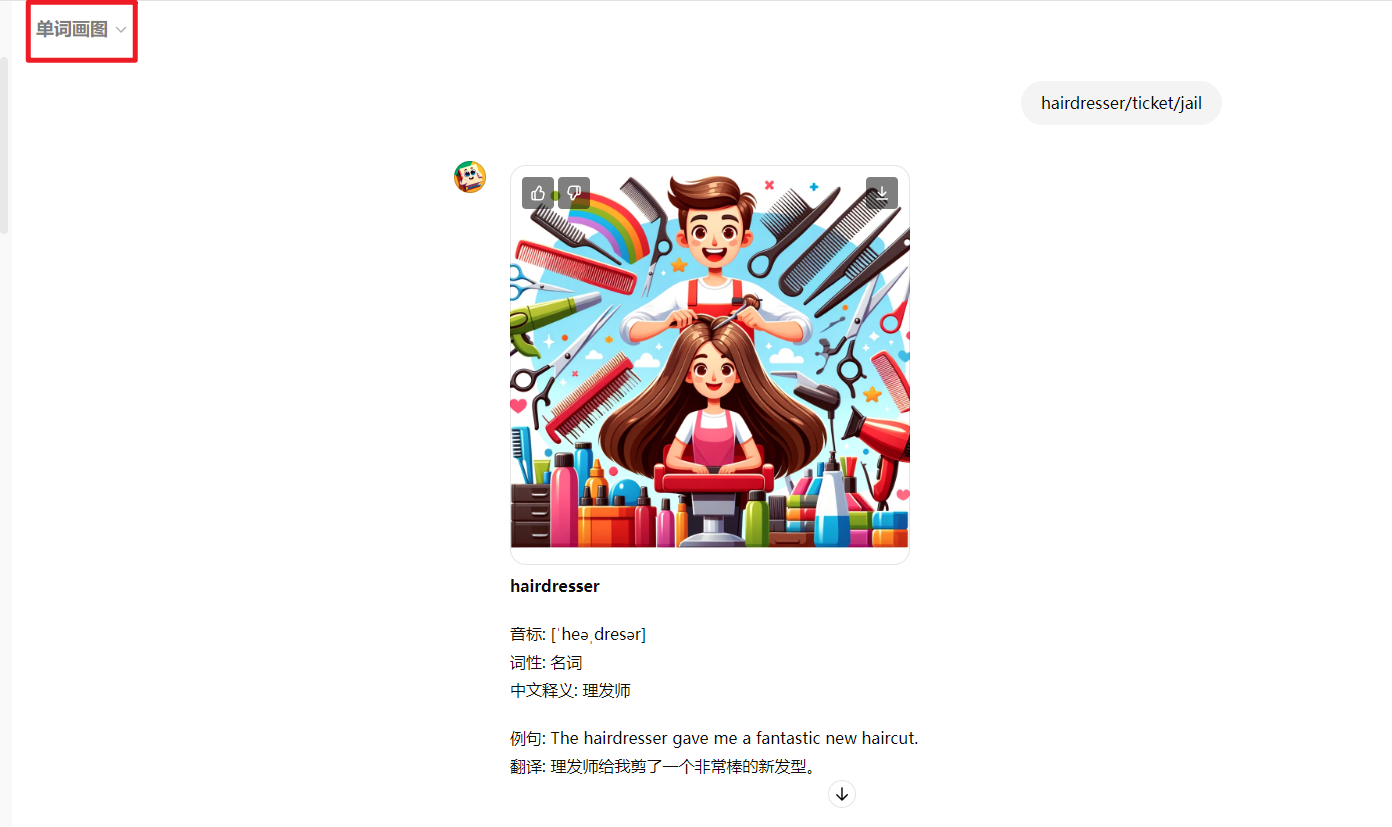 单词画图
hairdresser/ticket/jail
hairdresser
音标: [ˈheəˌdresər]
词性: 名词
中文释义: 理发师
例句: The hairdresser gave me a fantastic new haircut.
翻译: 理发师给我剪了一个非常棒的新发型。